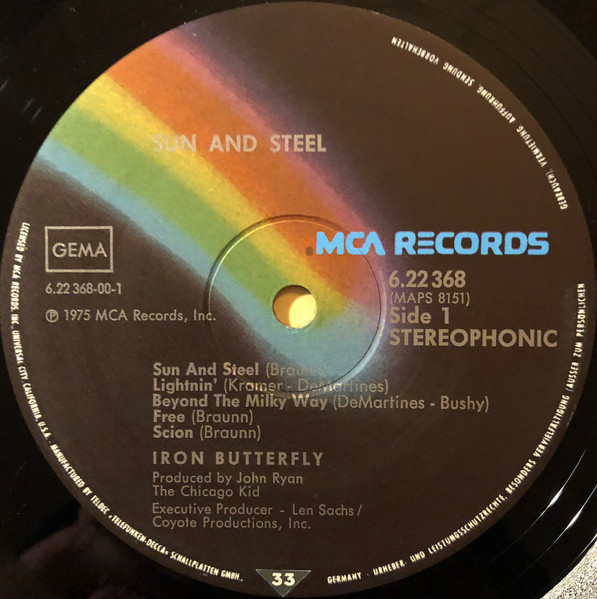 SUN AND STEEL
MCA RECORDS
GEMA
6.22 368-00-1
℗ 1975 MCA Records, Inc.
6.22 368
(MAPS 8151)
Side 1
STEREOPHONIC
Sun And Steel (Braunn)
Lightnin' (Kramer - DeMartines)
Beyond The Milky Way (DeMartines - Bushy)
Free (Braunn)
Scion (Braunn)
IRON BUTTERFLY
Produced by John Ryan
The Chicago Kid
Executive Producer - Len Sachs/
Coyote Productions, Inc.
33
LICENSED BY MCA RECORDS, INC. UNIVERSAL CITY, CALIFORNIA, U.S.A. - MANUFACTURED BY TELDEC »TELEFUNKEN-DECCA« SCHALLPLATTEN GMBH.,
GERMANY - URHEBER- UND LEISTUNGSSCHUTZRECHTE, BESONDERS VERVIELFÄLTIGUNG (AUSSER ZUM PERSÖNLICHEN
GEBRAUCH), VERMIETUNG AUFFÜHRUNG, SENDUNG VORBEHALTEN